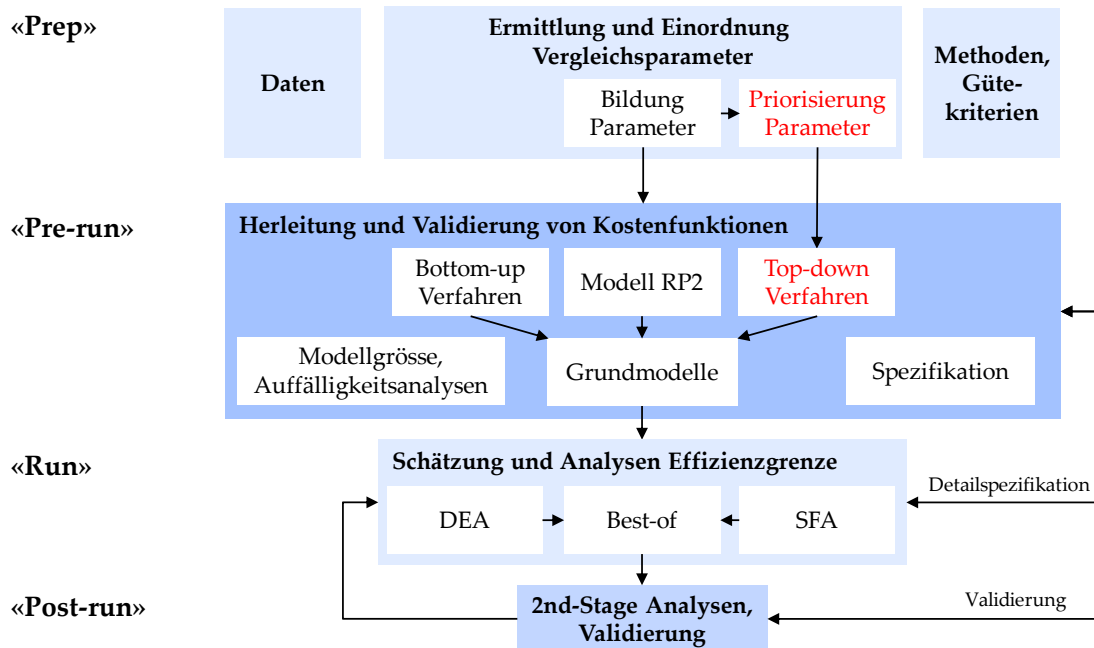 «Prep»
Daten
Ermittlung und Einordnung
Vergleichsparameter
Bildung
Parameter
Priorisierung
Parameter
Methoden,
Güte-
kriterien
«Pre-run»
Herleitung und Validierung von Kostenfunktionen
Bottom-up
Verfahren
Modell RP2
Top-down
Verfahren
Modellgrösse,
Auffälligkeitsanalysen
Grundmodelle
Spezifikation
«Run»
Schätzung und Analysen Effizienzgrenze
DEA
Best-of
SFA
Detailspezifikation
«Post-run»
2nd-Stage Analysen,
Validierung
Validierung